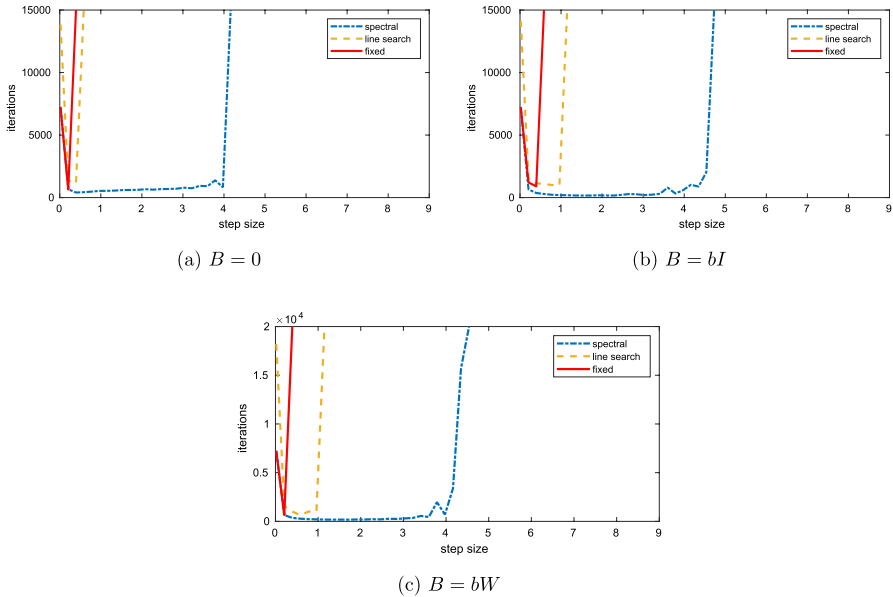 15000
10000
5000
0
iterations
0 1 2 3 4 5 6 7 8 9
step size
spectral
line search
fixed
(a) B = 0
15000
10000
5000
0
iterations
0 1 2 3 4 5 6 7 8 9
step size
spectral
line search
fixed
(b) B = bI
×10^4
2
1.5
1
0.5
0
iterations
0 1 2 3 4 5 6 7 8 9
step size
spectral
line search
fixed
(c) B = bW